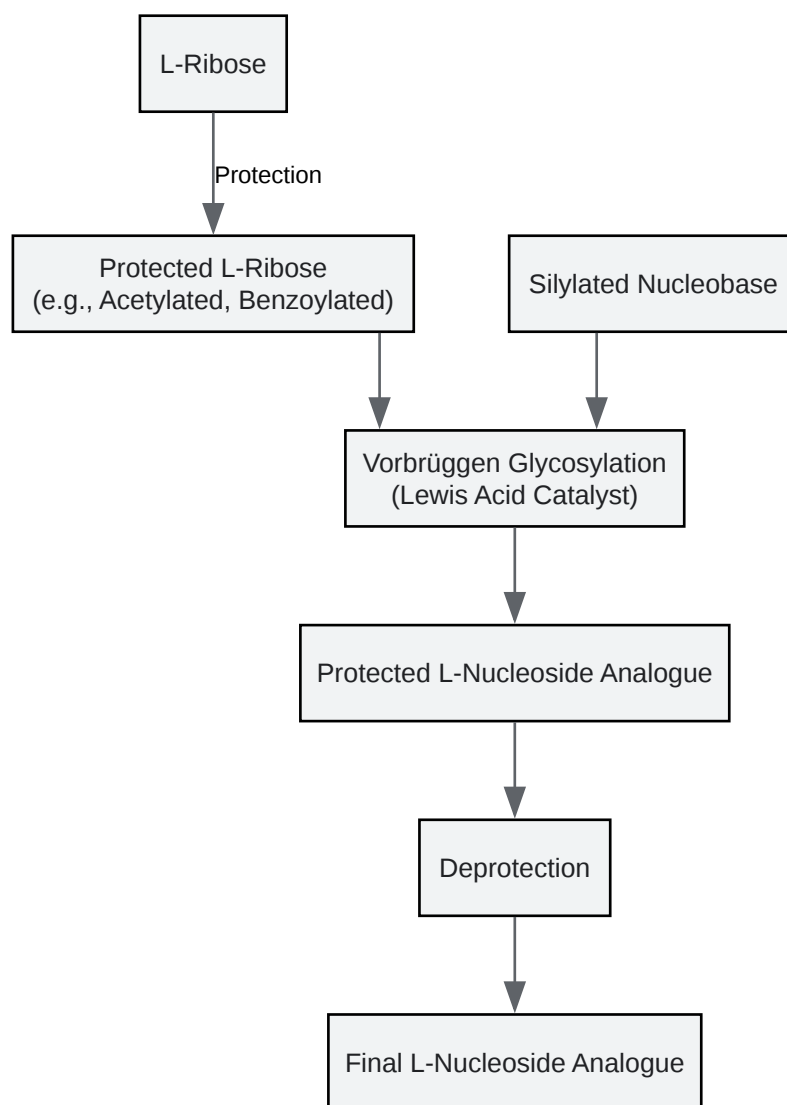 L-Ribose
Protection
Protected L-Ribose
(e.g., Acetylated, Benzoylated)
Silylated Nucleobase
Vorbrüggen Glycosylation
(Lewis Acid Catalyst)
Protected L-Nucleoside Analogue
Deprotection
Final L-Nucleoside Analogue